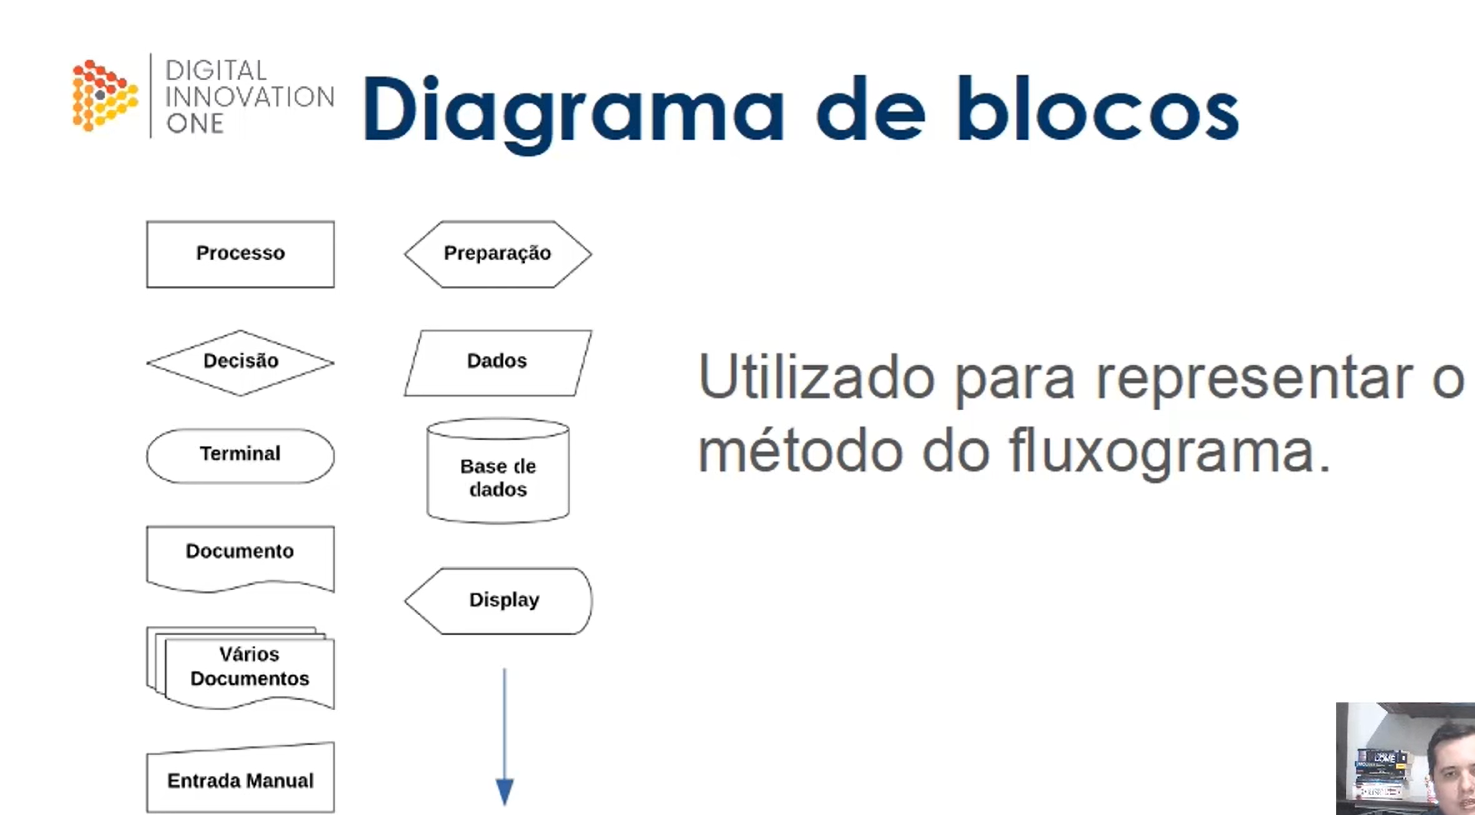 DIGITAL
INNOVATION
ONE
Diagrama de blocos
Processo
Preparação
Decisão
Dados
Terminal
Base de
dados
Documento
Display
Vários
Documentos
Entrada Manual
Utilizado para representar o
método do fluxograma.